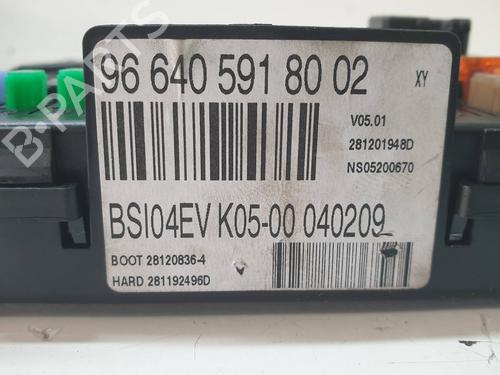 96 640 591 80 02
XY
V05.01
281201948D
NS05200670
BSI04EV K05-00 040209
BOOT 28120836-4
HARD 281192496D
B-PARTS